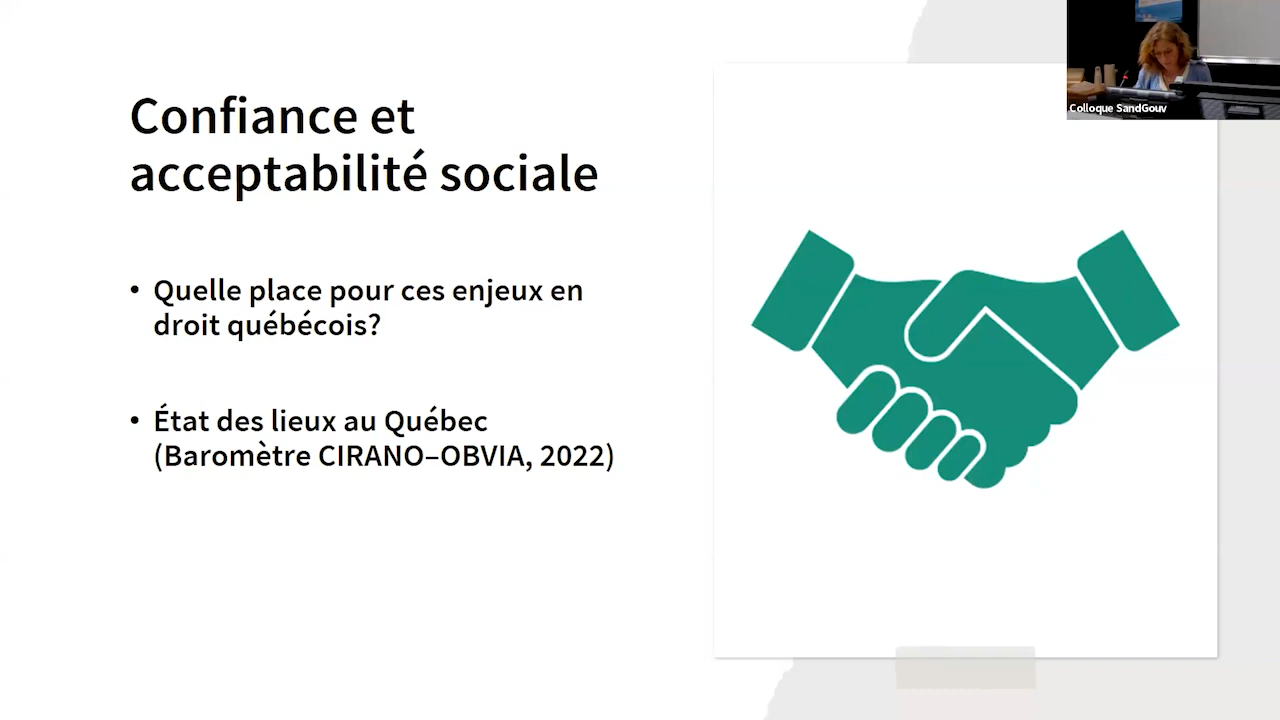 Confiance et
acceptabilité sociale
• Quelle place pour ces enjeux en
droit québécois?
• État des lieux au Québec
(Baromètre CIRANO–OBVIA, 2022)
Colloque SandGouv